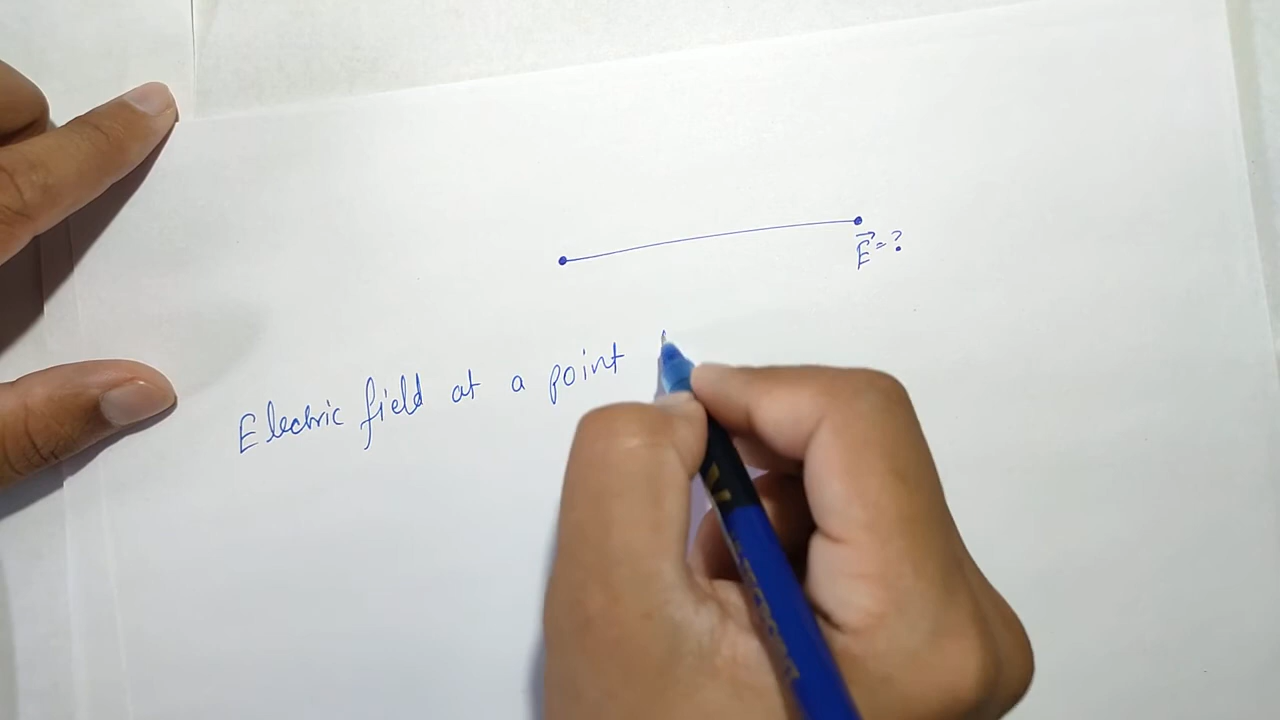 E⃗ = ?
Electric field at a point